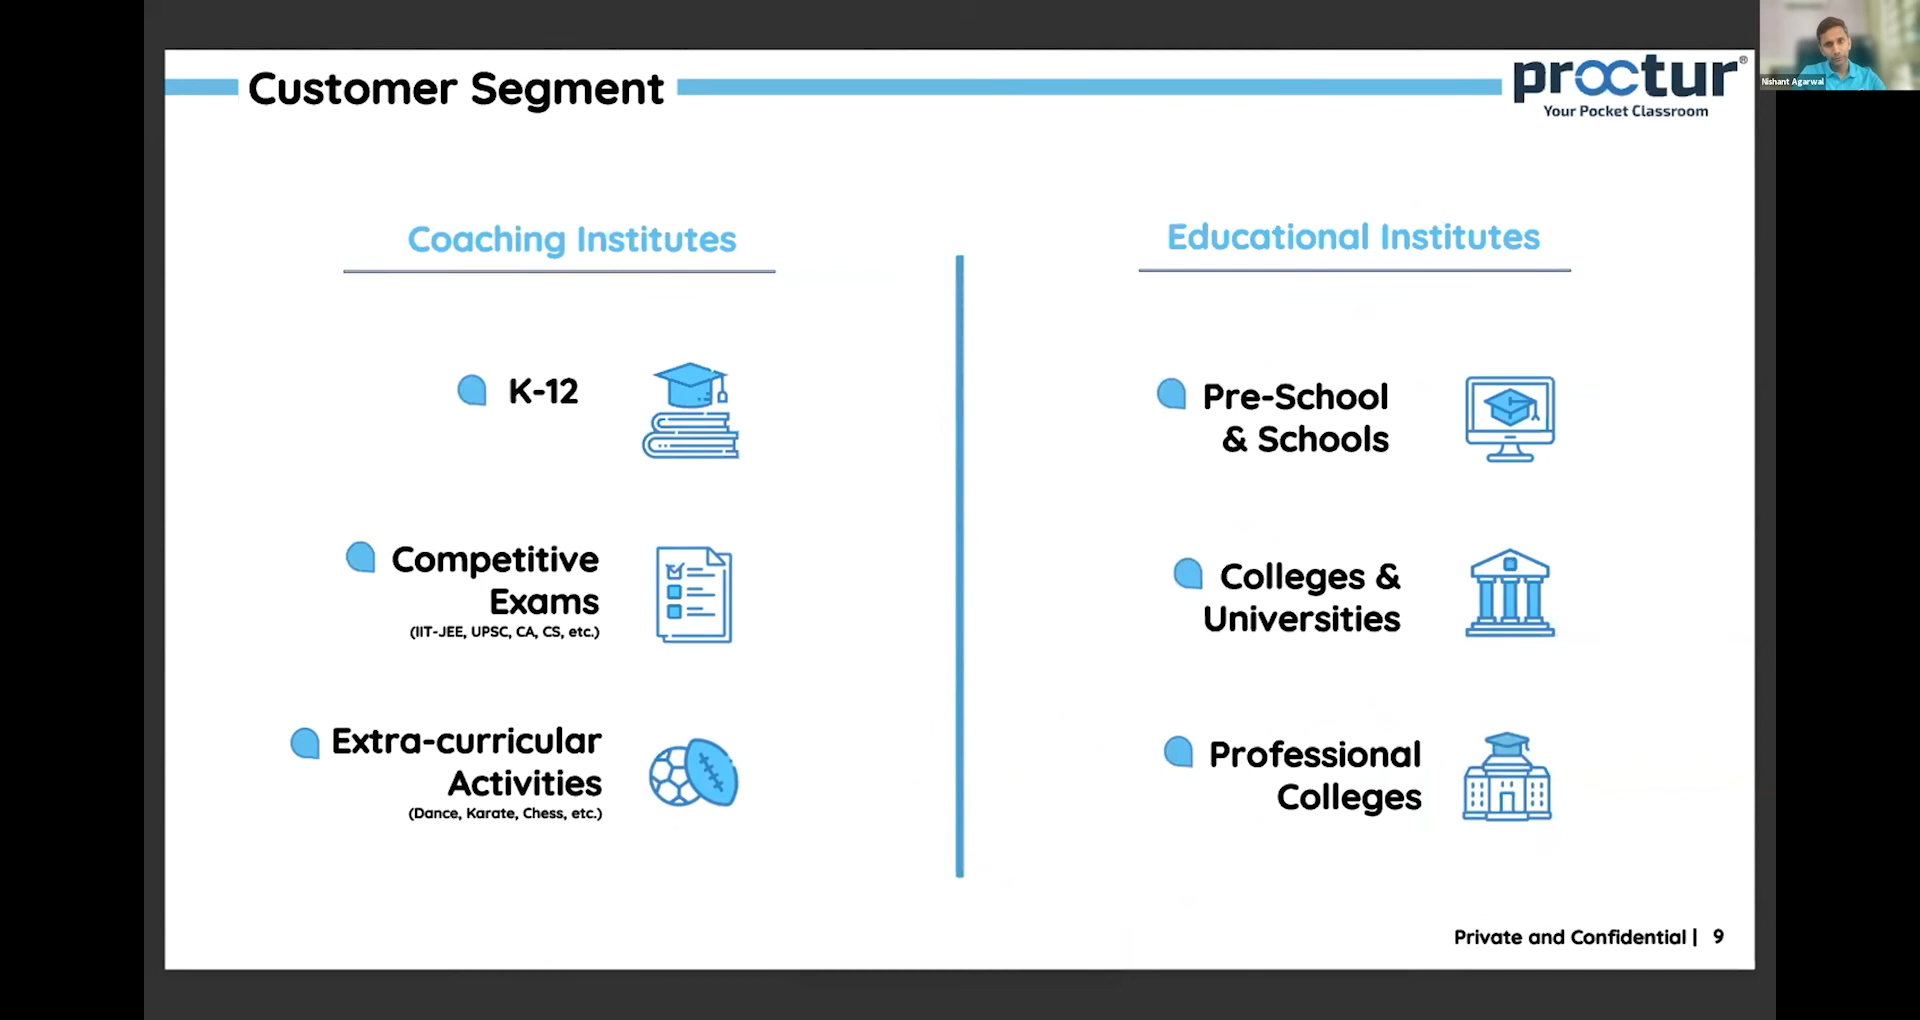 Customer Segment
proctur®
Your Pocket Classroom
Nishant Agarwal
Coaching Institutes
K-12
Competitive
Exams
(IIT-JEE, UPSC, CA, CS, etc.)
Extra-curricular
Activities
(Dance, Karate, Chess, etc.)
Educational Institutes
Pre-School
& Schools
Colleges &
Universities
Professional
Colleges
Private and Confidential | 9